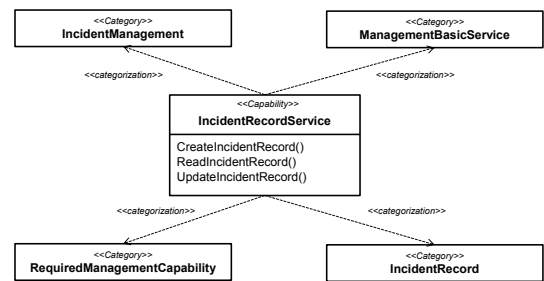 <<Category>>
IncidentManagement
<<Category>>
ManagementBasicService
<<categorization>>
<<categorization>>
<<Capability>>
IncidentRecordService
CreateIncidentRecord()
ReadIncidentRecord()
UpdateIncidentRecord()
<<categorization>>
<<categorization>>
<<Category>>
RequiredManagementCapability
<<Category>>
IncidentRecord